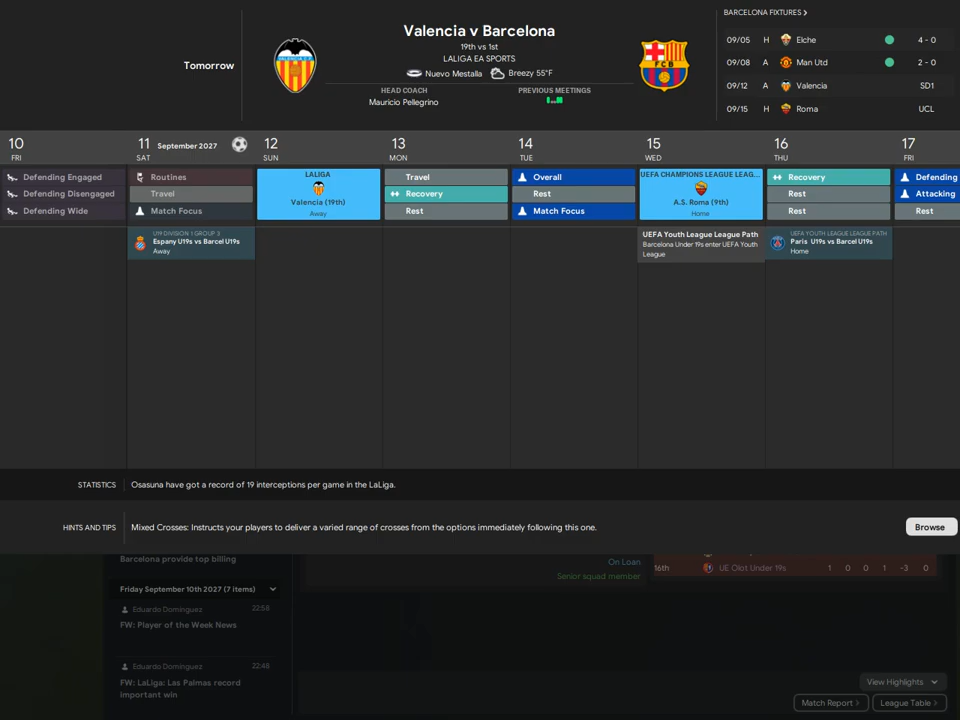 Valencia v Barcelona
19th vs 1st
LALIGA EA SPORTS
Tomorrow
Nuevo Mestalla
Breezy 55°F
HEAD COACH
Mauricio Pellegrino
PREVIOUS MEETINGS
BARCELONA FIXTURES >
09/05 H Elche 4 - 0
09/08 A Man Utd 2 - 0
09/12 A Valencia SD1
09/15 H Roma UCL
10
FRI
11 September 2027
SAT
12
SUN
13
MON
14
TUE
15
WED
16
THU
17
FRI
Defending Engaged
Defending Disengaged
Defending Wide
Routines
Travel
Match Focus
LALIGA
Valencia (19th)
Away
Travel
Recovery
Rest
Overall
Rest
Match Focus
UEFA CHAMPIONS LEAGUE LEAG...
A.S. Roma (9th)
Home
Recovery
Rest
Rest
Defending
Attacking
Rest
U19 DIVISION 1 GROUP 3
Espany U19s vs Barcel U19s
Away
UEFA Youth League League Path
Barcelona Under 19s enter UEFA Youth
League
UEFA YOUTH LEAGUE LEAGUE PATH
Paris U19s vs Barcel U19s
Home
STATISTICS
Osasuna have got a record of 19 interceptions per game in the LaLiga.
HINTS AND TIPS
Mixed Crosses: Instructs your players to deliver a varied range of crosses from the options immediately following this one.
Browse
Barcelona provide top billing
Friday September 10th 2027 (7 items)
Eduardo Domínguez 22:58
FW: Player of the Week News
Eduardo Domínguez 22:48
FW: LaLiga: Las Palmas record
important win
On Loan
Senior squad member
16th UE Olot Under 19s 1 0 0 1 -3 0
View Highlights
Match Report >
League Table >